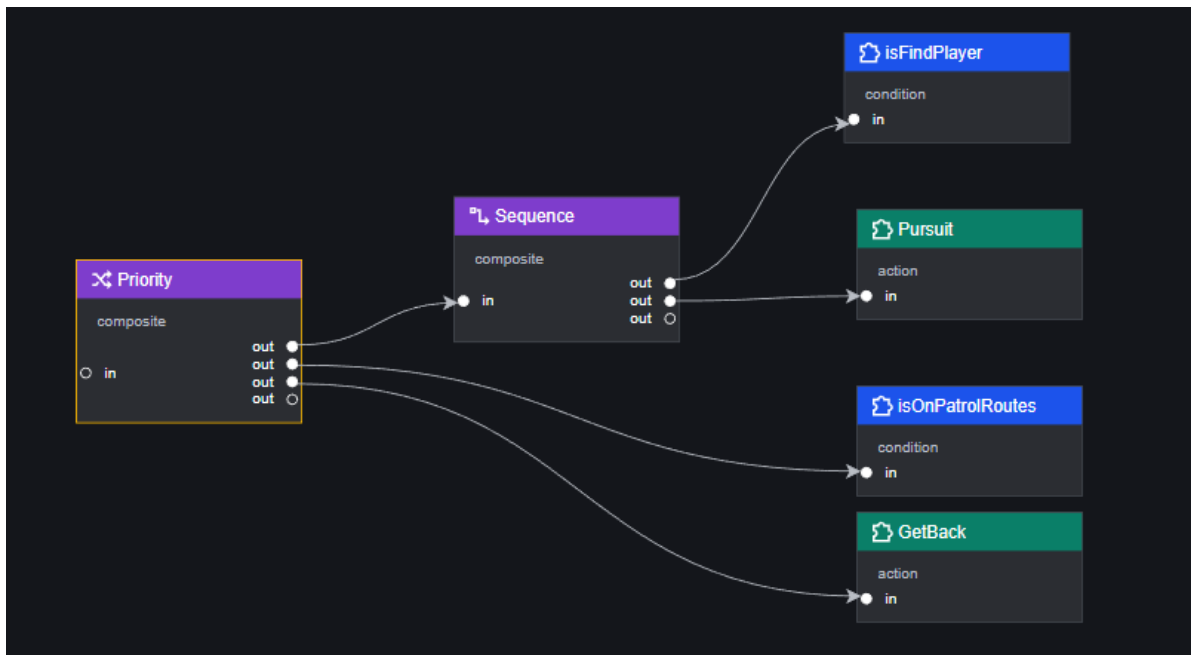 isFindPlayer
condition
in
Sequence
composite
out
in
out
out
Pursuit
action
in
Priority
composite
out
out
in
out
out
isOnPatrolRoutes
condition
in
GetBack
action
in